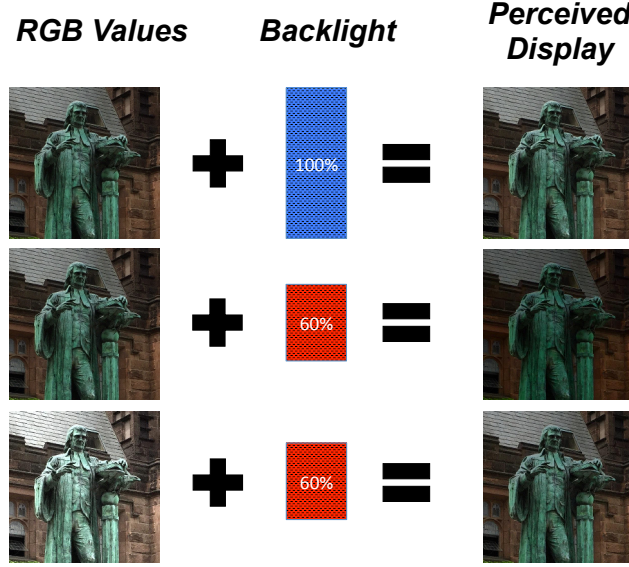 RGB Values
Backlight
Perceived
Display
100%
60%
60%